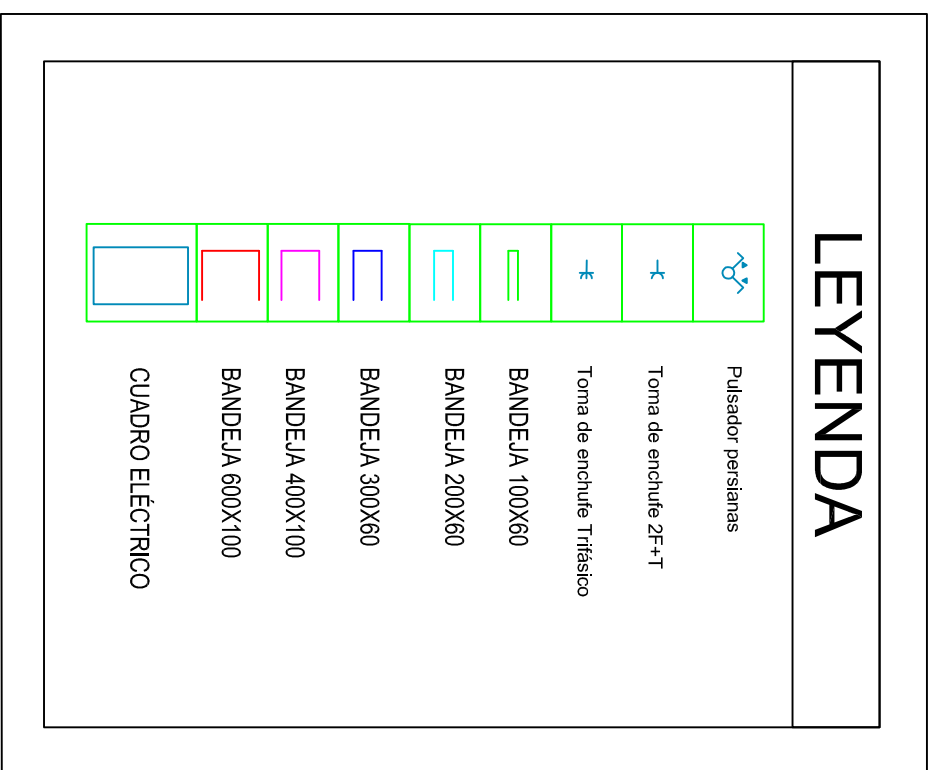 LEYENDA
Pulsador persianas
Toma de enchufe 2F+T
Toma de enchufe Trifásico
BANDEJA 100X60
BANDEJA 200X60
BANDEJA 300X60
BANDEJA 400X100
BANDEJA 600X100
CUADRO ELÉCTRICO